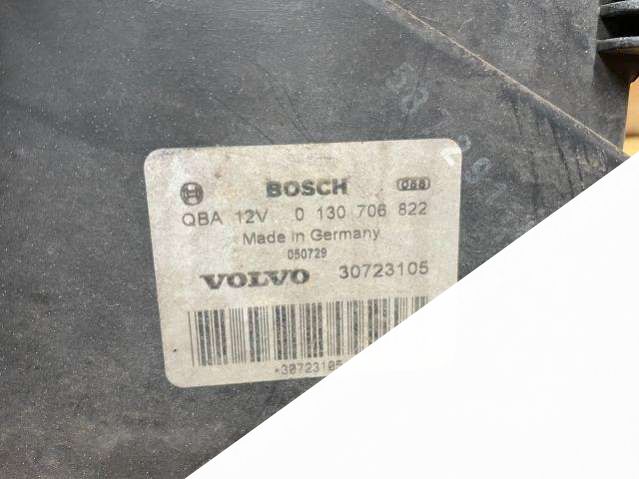 BOSCH
QBA 12V 0 130 706 822
Made in Germany
050729
VOLVO 30723105